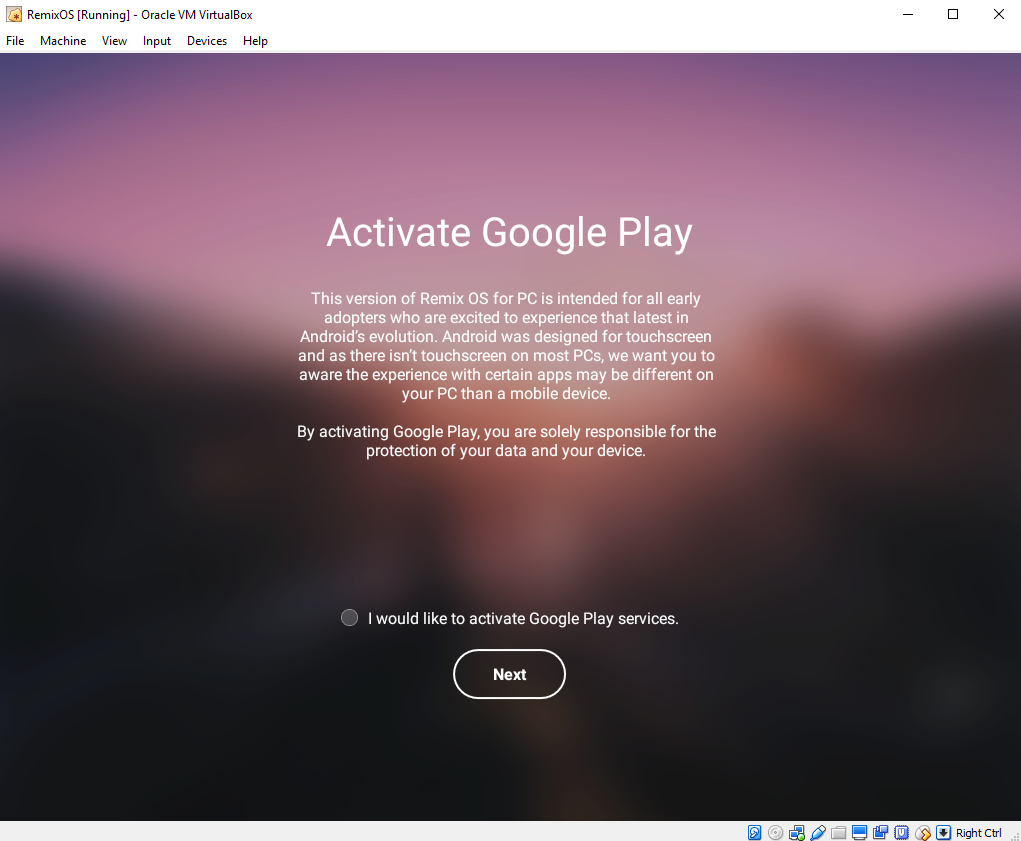 RemixOS [Running] - Oracle VM VirtualBox
File Machine View Input Devices Help
Activate Google Play
This version of Remix OS for PC is intended for all early
adopters who are excited to experience that latest in
Android's evolution. Android was designed for touchscreen
and as there isn't touchscreen on most PCs, we want you to
aware the experience with certain apps may be different on
your PC than a mobile device.
By activating Google Play, you are solely responsible for the
protection of your data and your device.
I would like to activate Google Play services.
Next
Right Ctrl